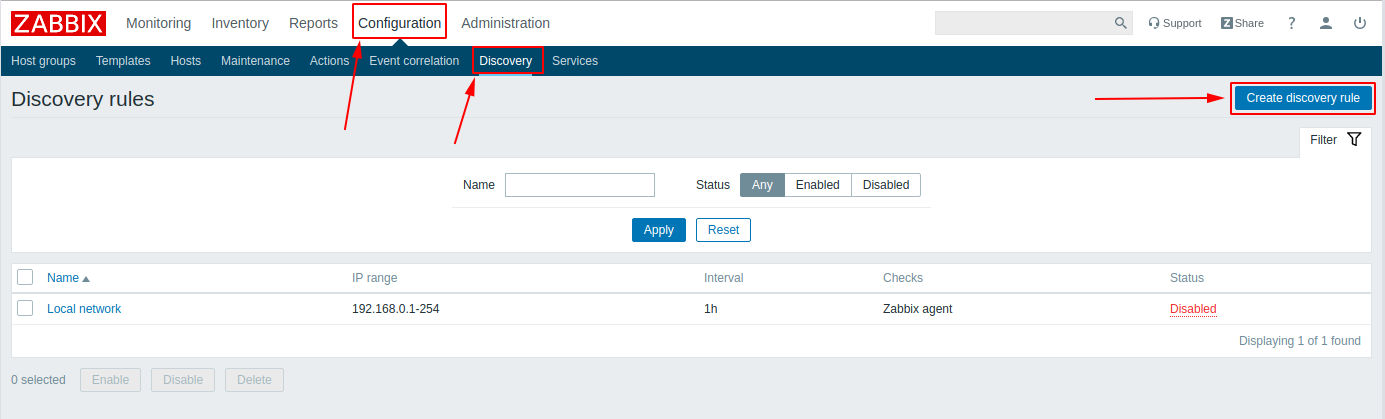 ZABBIX Monitoring Inventory Reports Configuration Administration Support Z Share ?
Host groups Templates Hosts Maintenance Actions Event correlation Discovery Services
Discovery rules Create discovery rule
Filter
Name Status Any Enabled Disabled
Apply Reset
Name IP range Interval Checks Status
Local network 192.168.0.1-254 1h Zabbix agent Disabled
Displaying 1 of 1 found
0 selected Enable Disable Delete